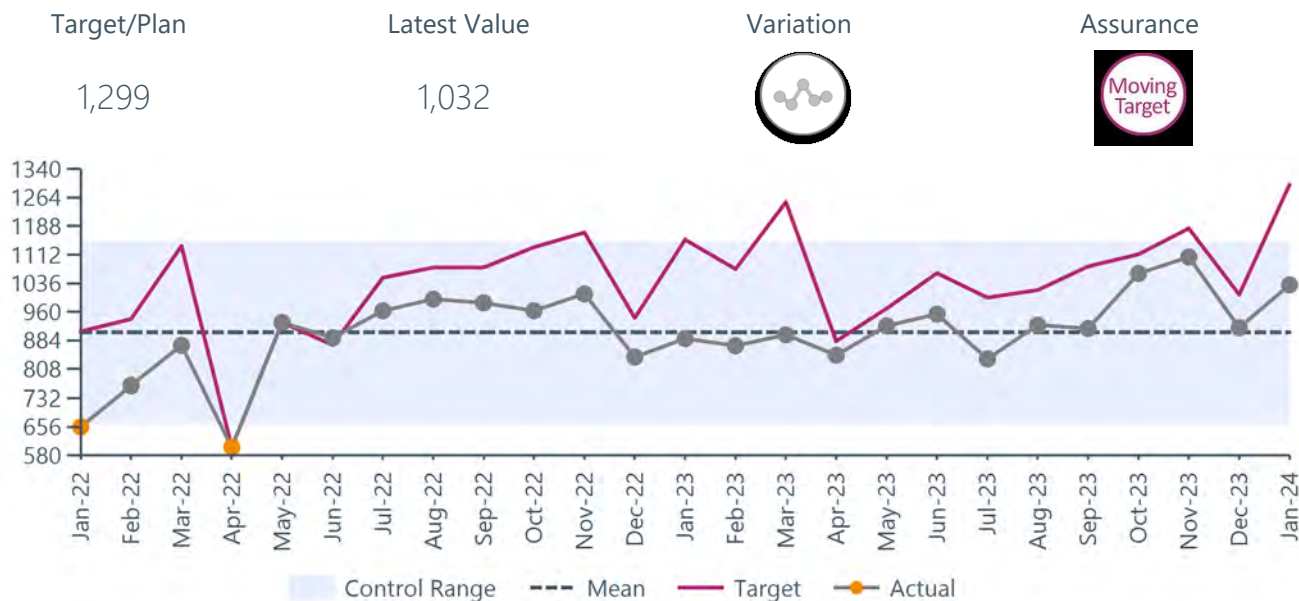 Target/Plan Latest Value Variation Assurance
1,299 1,032
Moving
Target
1340
1264
1188
1112
1036
960
884
808
732
656
580
Jan-22 Feb-22 Mar-22 Apr-22 May-22 Jun-22 Jul-22 Aug-22 Sep-22 Oct-22 Nov-22 Dec-22 Jan-23 Feb-23 Mar-23 Apr-23 May-23 Jun-23 Jul-23 Aug-23 Sep-23 Oct-23 Nov-23 Dec-23 Jan-24
Control Range Mean Target Actual